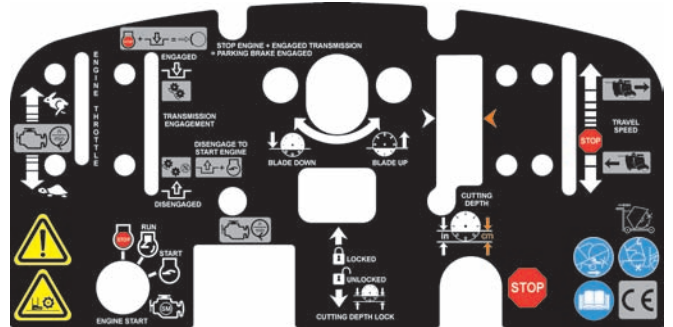 STOP
STOP ENGINE + ENGAGED TRANSMISSION
= PARKING BRAKE ENGAGED
ENGINE THROTTLE
ENGAGED
TRANSMISSION
ENGAGEMENT
DISENGAGE TO
START ENGINE
DISENGAGED
BLADE DOWN
BLADE UP
TRAVEL
SPEED
STOP
CUTTING
DEPTH
in
cm
RUN
STOP
START
ENGINE START
SM
LOCKED
UNLOCKED
CUTTING DEPTH LOCK
STOP
CE